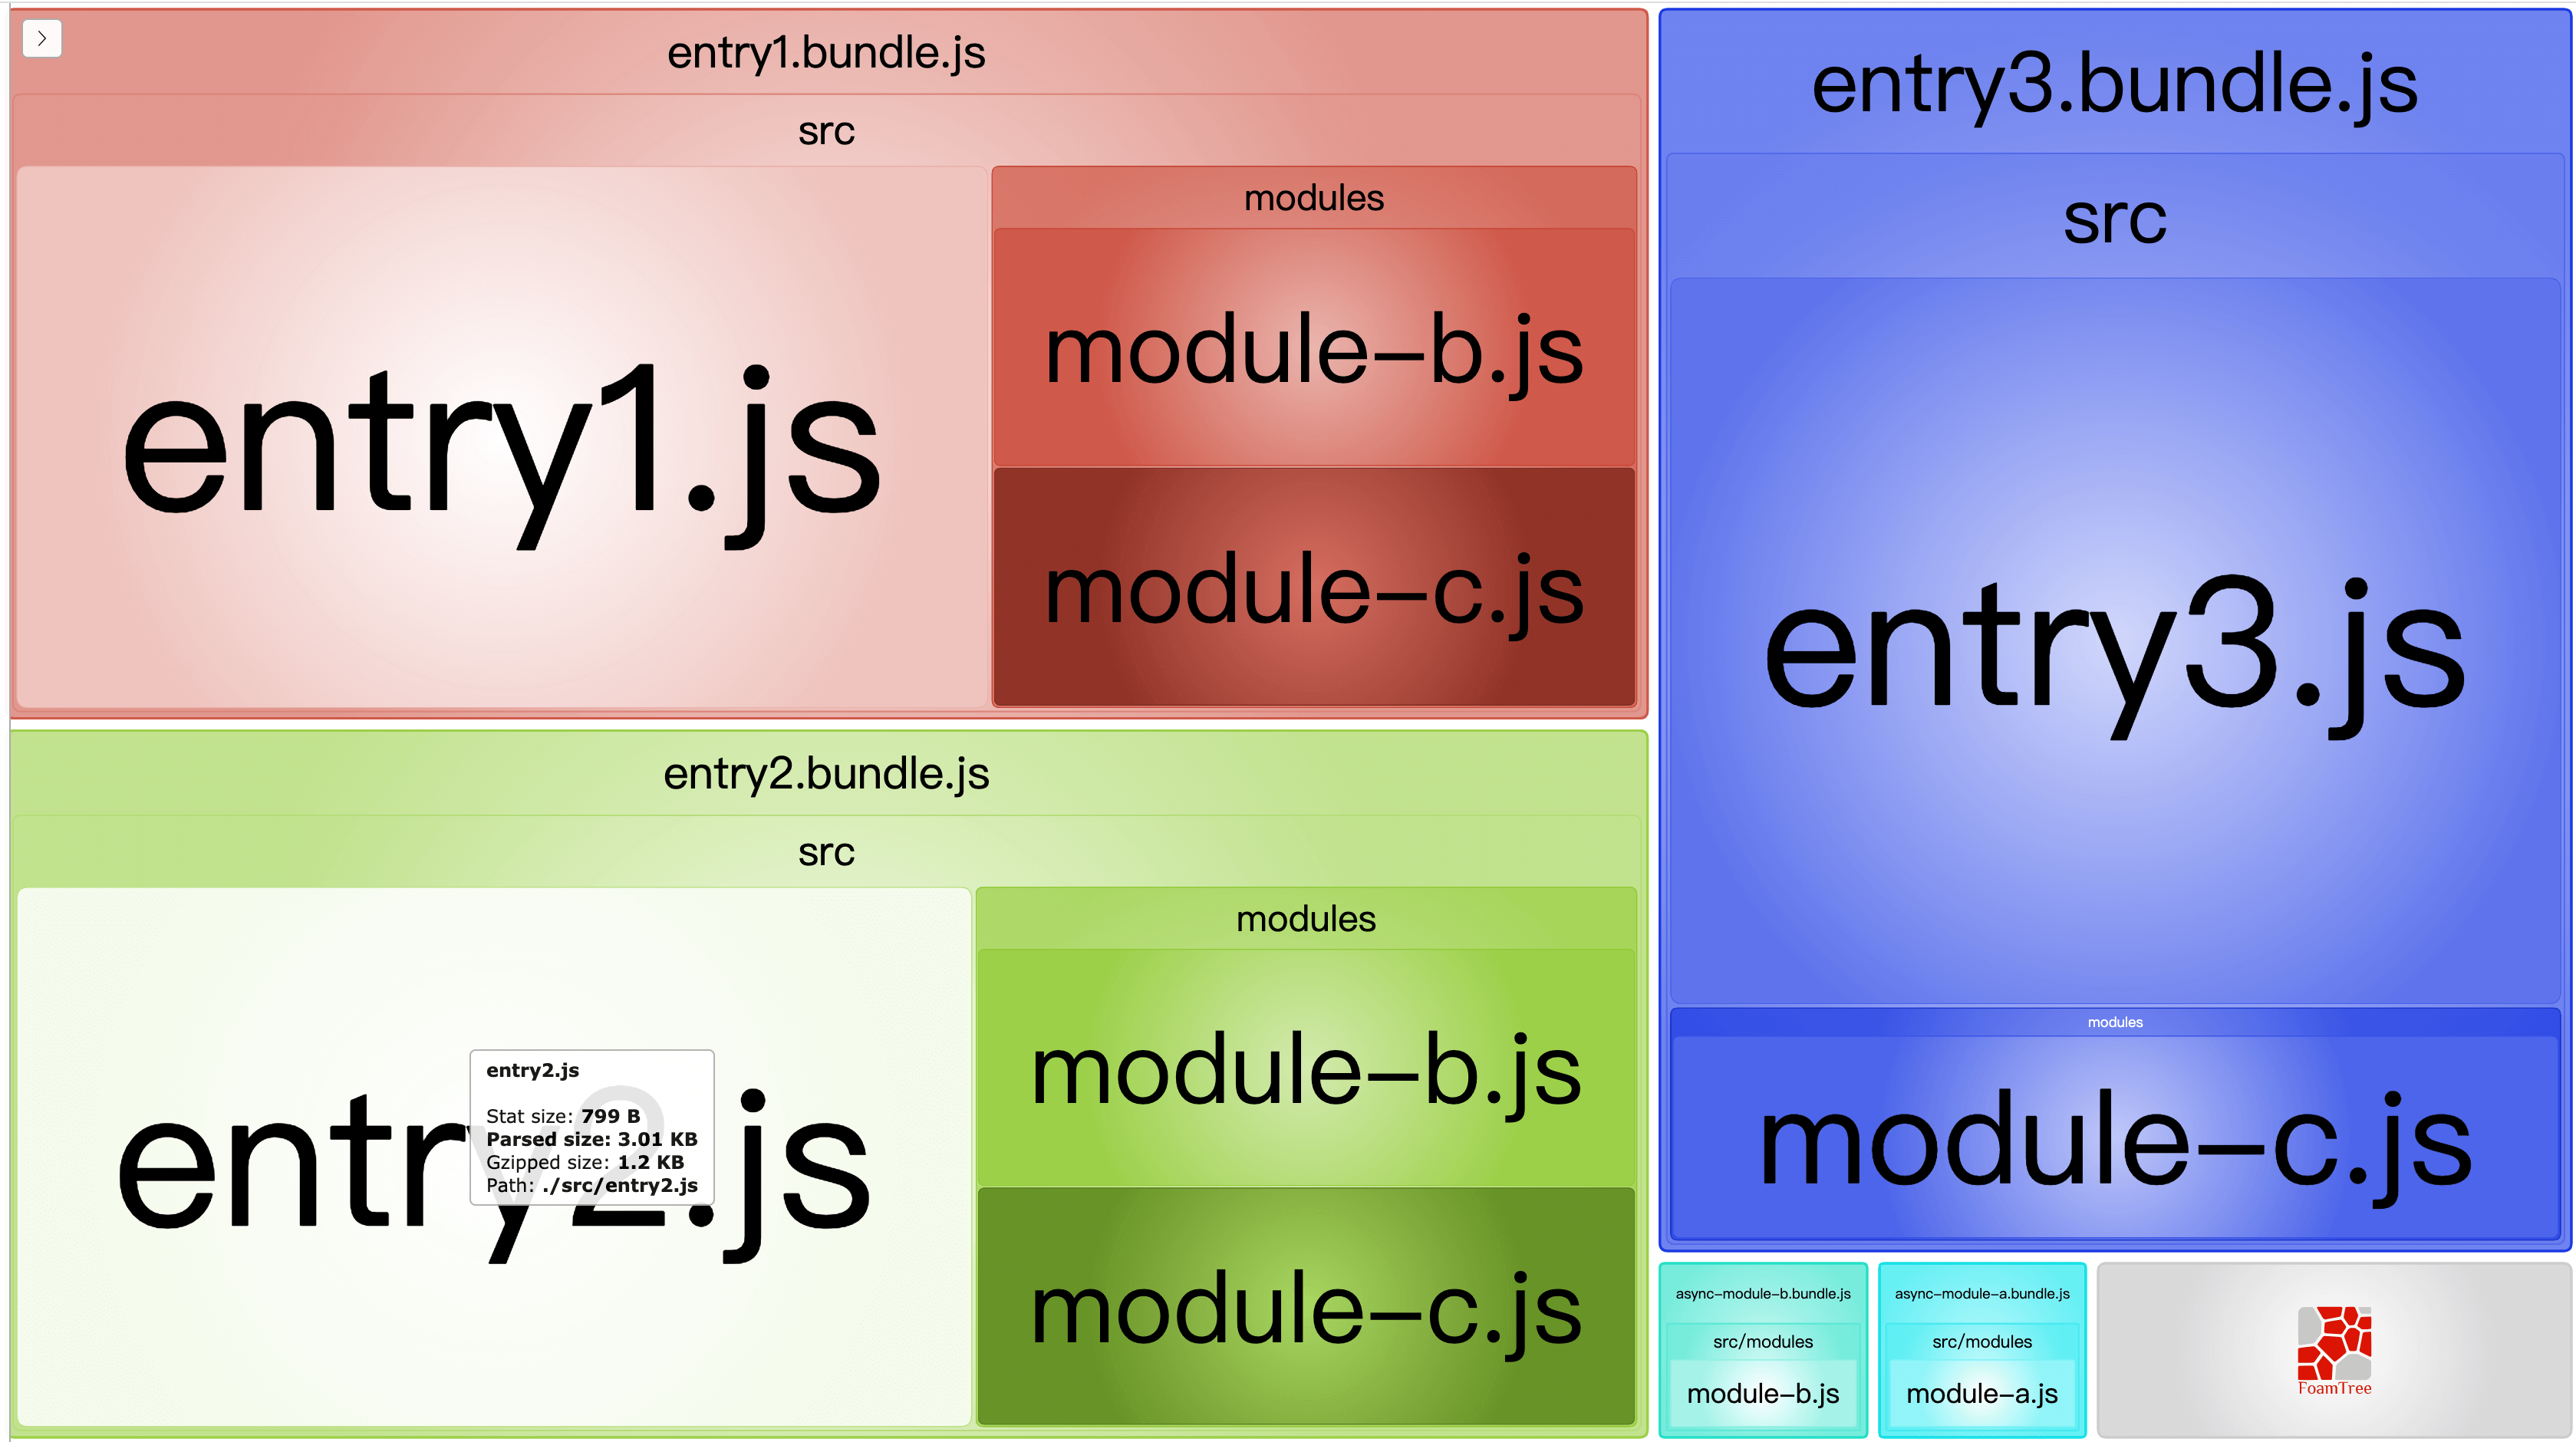 entry1.bundle.js
src
entry1.js
modules
module-b.js
module-c.js
entry2.bundle.js
src
entry2.js
entry2.js
Stat size: 799 B
Parsed size: 3.01 KB
Gzipped size: 1.2 KB
Path: ./src/entry2.js
modules
module-b.js
module-c.js
entry3.bundle.js
src
entry3.js
modules
module-c.js
async-module-b.bundle.js
src/modules
module-b.js
async-module-a.bundle.js
src/modules
module-a.js
FoamTree